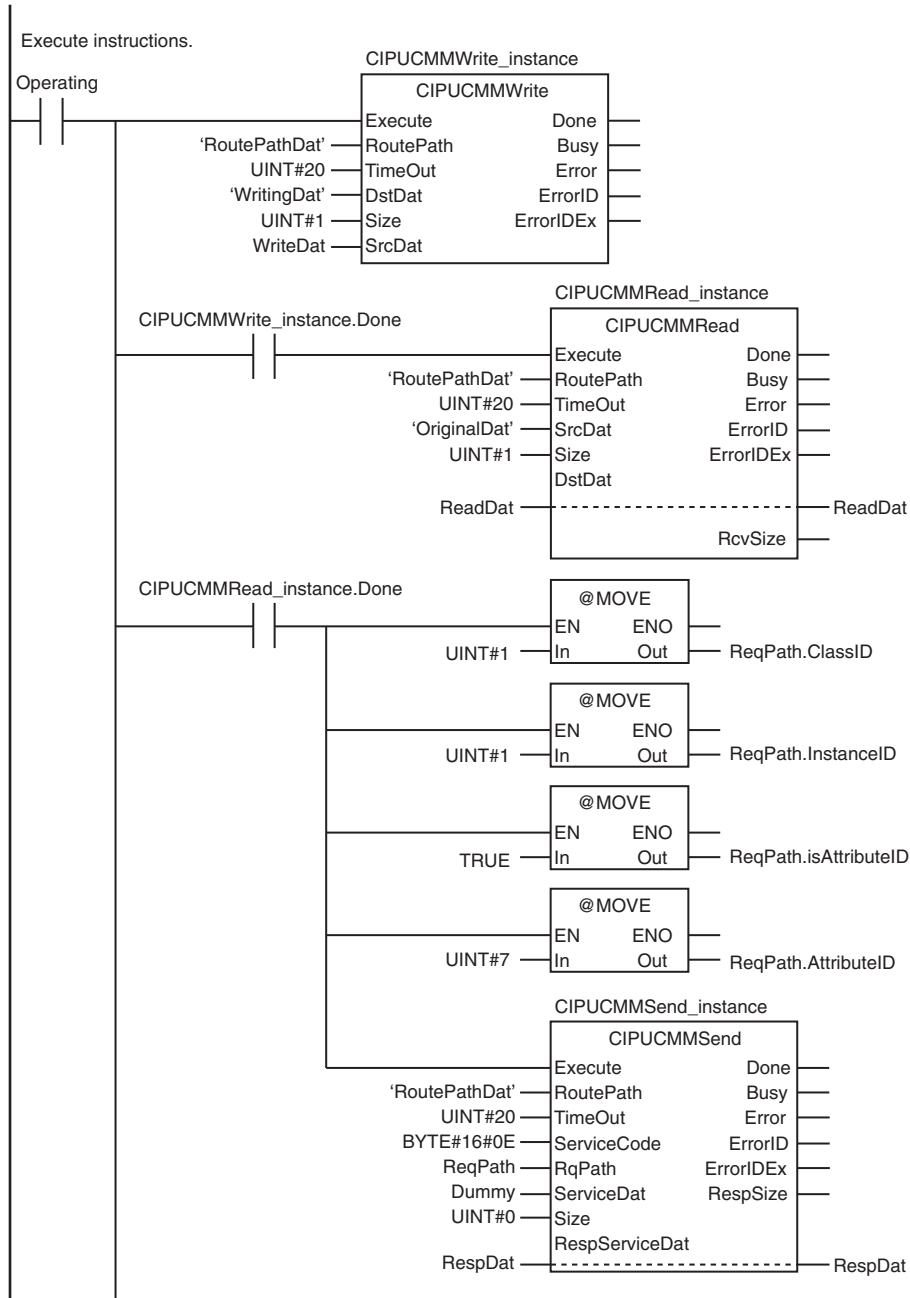 Execute instructions.
Operating
CIPUCMMWrite_instance
CIPUCMMWrite
Execute Done
'RoutePathDat' RoutePath Busy
UINT#20 TimeOut Error
'WritingDat' DstDat ErrorID
UINT#1 Size ErrorIDEx
WriteDat SrcDat
CIPUCMMWrite_instance.Done
CIPUCMMRead_instance
CIPUCMMRead
Execute Done
'RoutePathDat' RoutePath Busy
UINT#20 TimeOut Error
'OriginalDat' SrcDat ErrorID
UINT#1 Size ErrorIDEx
DstDat
ReadDat ReadDat
RcvSize
CIPUCMMRead_instance.Done
@MOVE
EN ENO
UINT#1 In Out ReqPath.ClassID
@MOVE
EN ENO
UINT#1 In Out ReqPath.InstanceID
@MOVE
EN ENO
TRUE In Out ReqPath.isAttributeID
@MOVE
EN ENO
UINT#7 In Out ReqPath.AttributeID
CIPUCMMSend_instance
CIPUCMMSend
Execute Done
'RoutePathDat' RoutePath Busy
UINT#20 TimeOut Error
BYTE#16#0E ServiceCode ErrorID
ReqPath RqPath ErrorIDEx
Dummy ServiceDat RespSize
UINT#0 Size
RespServiceDat
RespDat RespDat